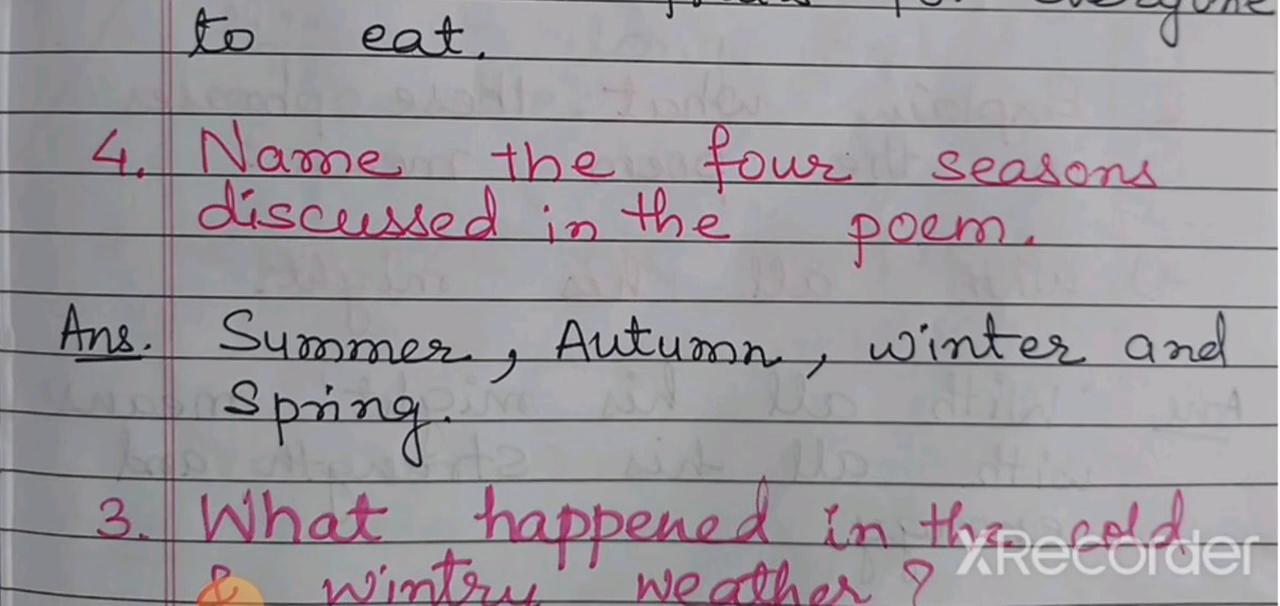 everyone
to eat.
4. Name the four seasons
discussed in the poem.
Ans. Summer, Autumn, winter and
Spring.
3. What happened in the cold
& wintry weather?
XRecorder